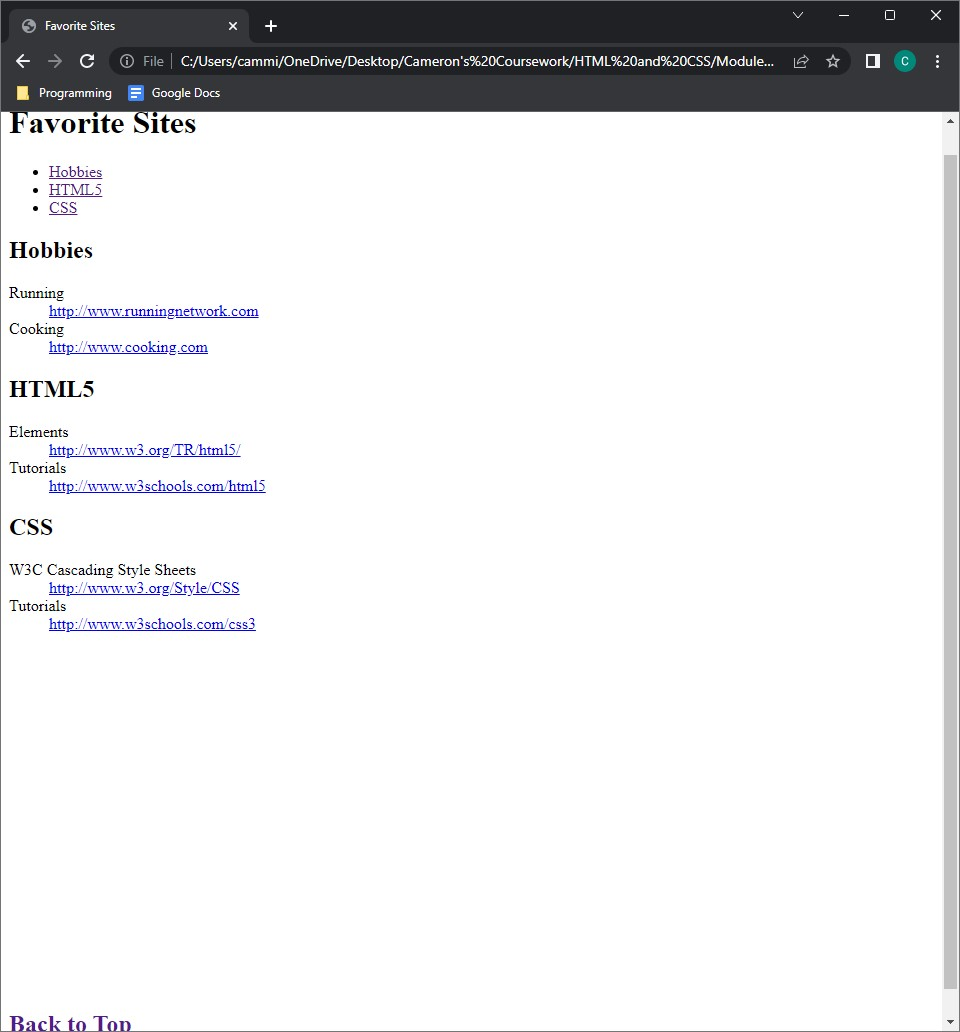 Favorite Sites
File
C:/Users/cammi/OneDrive/Desktop/Cameron's%20Coursework/HTML%20and%20CSS/Module...
C
Programming
Google Docs
Favorite Sites
Hobbies
HTML5
CSS
Hobbies
Running
http://www.runningnetwork.com
Cooking
http://www.cooking.com
HTML5
Elements
http://www.w3.org/TR/html5/
Tutorials
http://www.w3schools.com/html5
CSS
W3C Cascading Style Sheets
http://www.w3.org/Style/CSS
Tutorials
http://www.w3schools.com/css3
Back to Top